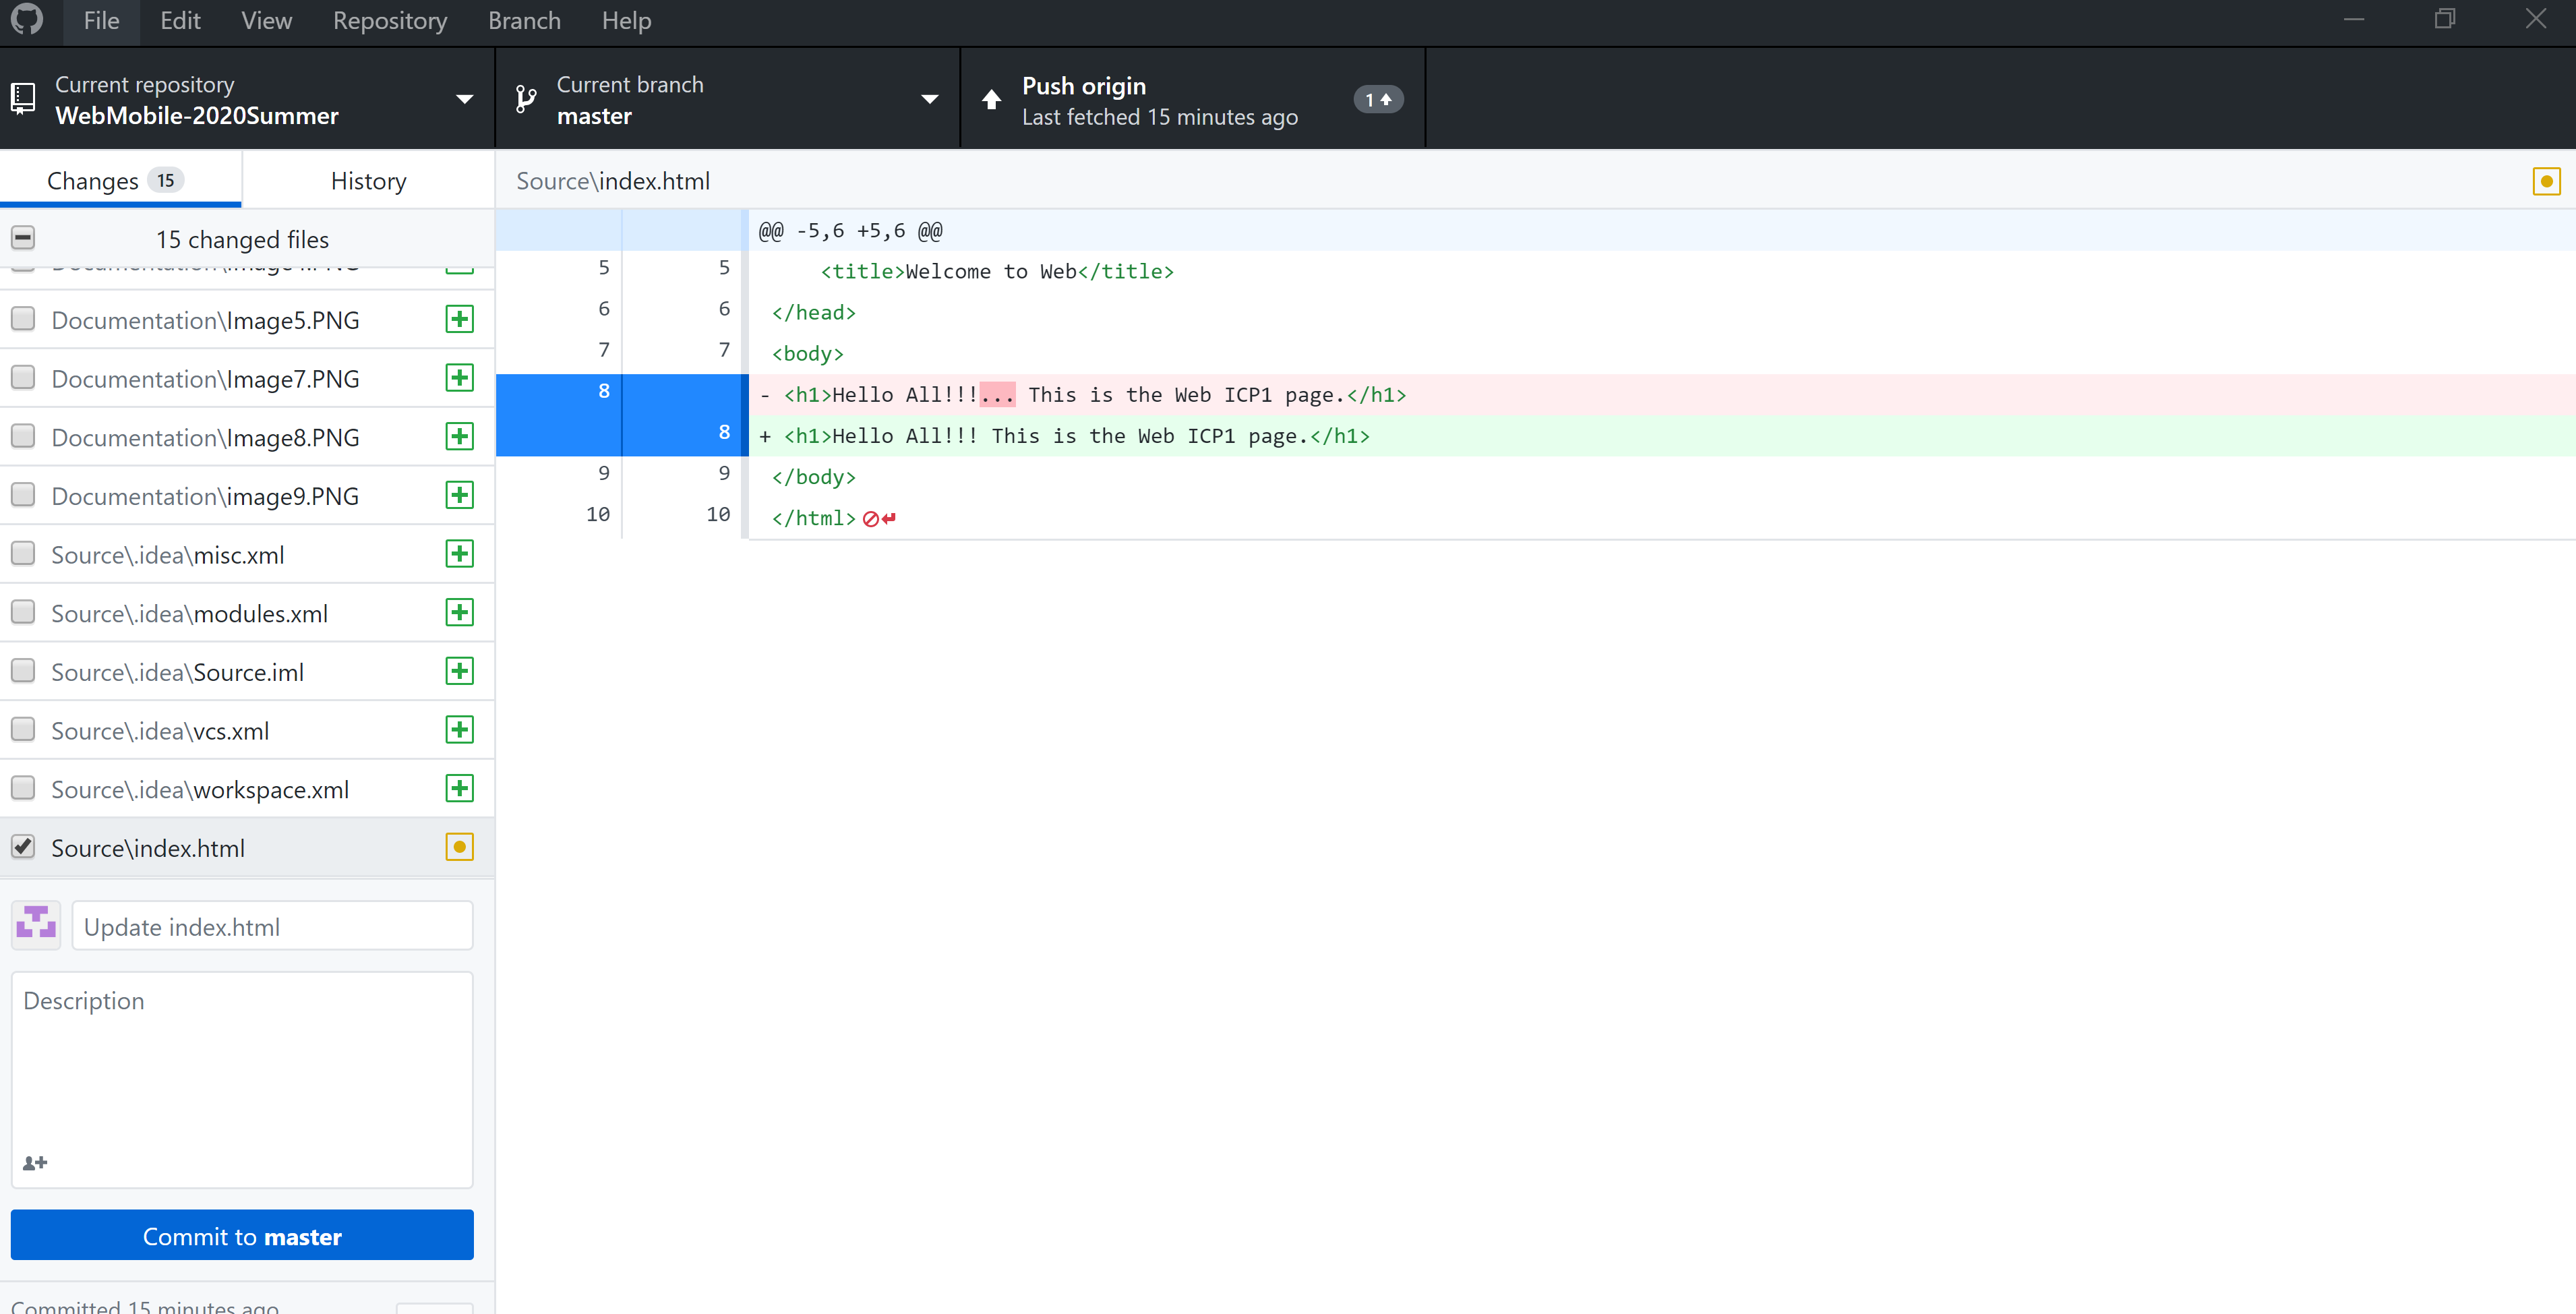 File Edit View Repository Branch Help
Current repository
WebMobile-2020Summer
Current branch
master
Push origin
Last fetched 15 minutes ago
1
Changes 15
History
Source\index.html
15 changed files
Documentation\Image5.PNG
Documentation\Image7.PNG
Documentation\Image8.PNG
Documentation\image9.PNG
Source\.idea\misc.xml
Source\.idea\modules.xml
Source\.idea\Source.iml
Source\.idea\vcs.xml
Source\.idea\workspace.xml
Source\index.html
Update index.html
Description
Commit to master
Committed 15 minutes ago
@@ -5,6 +5,6 @@
5 5 <title>Welcome to Web</title>
6 6 </head>
7 7 <body>
8 - <h1>Hello All!!!... This is the Web ICP1 page.</h1>
8 + <h1>Hello All!!! This is the Web ICP1 page.</h1>
9 9 </body>
10 10 </html>